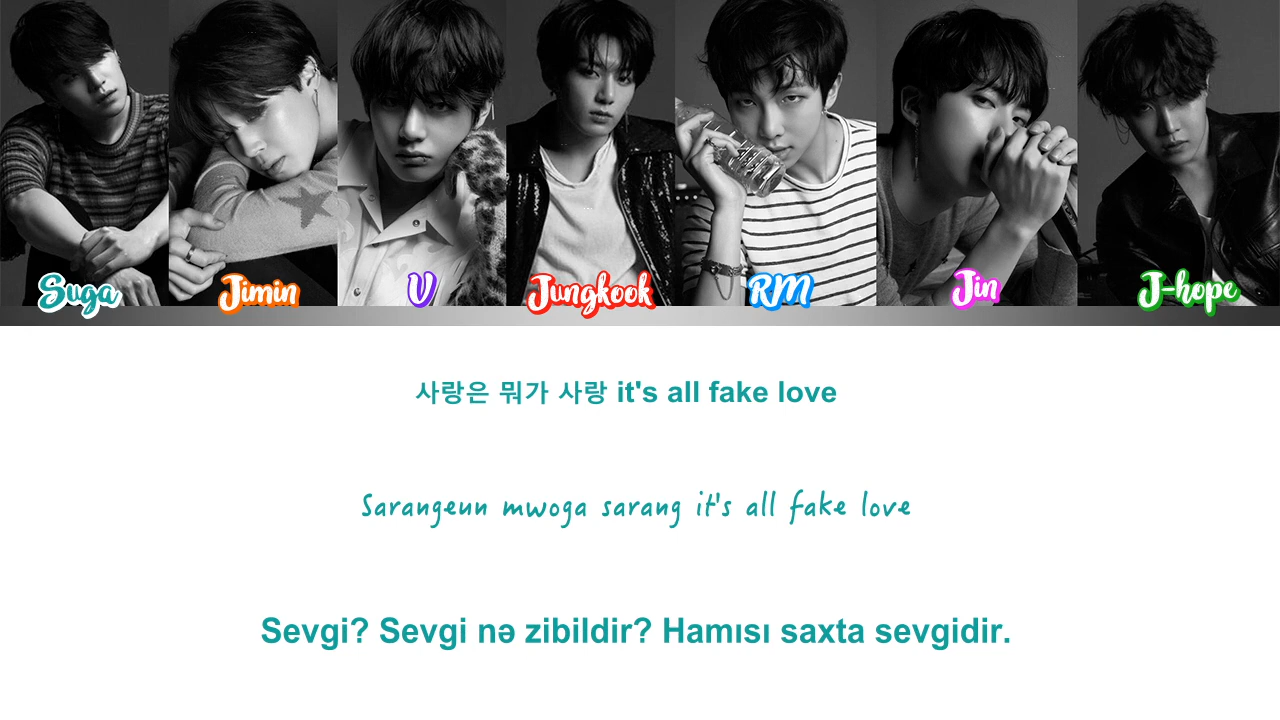 Suga Jimin V Jungkook RM Jin J-hope
사랑은 뭐가 사랑 it's all fake love
Sarangeun mwoga sarang it's all fake love
Sevgi? Sevgi nə zibildir? Hamısı saxta sevgidir.